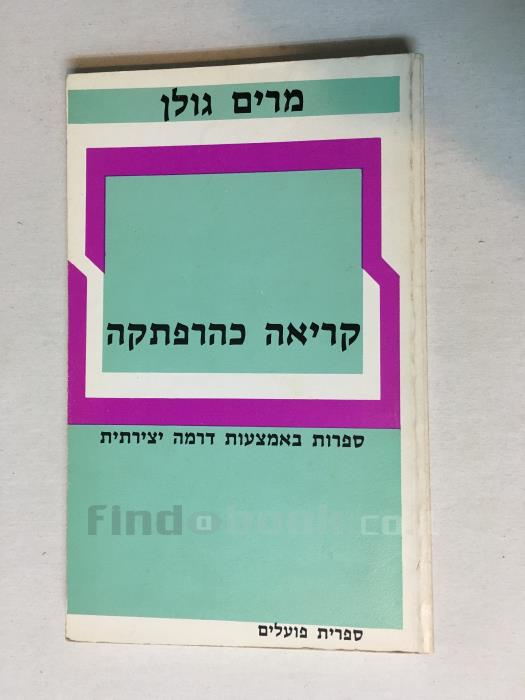 מרים גולן
קריאה כהרפתקה
ספרות באמצעות דרמה יצירתית
findabook.co.il
ספרית פועלים